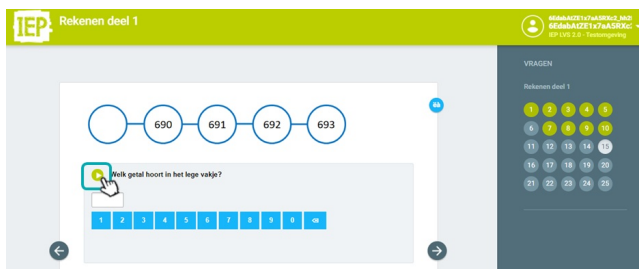 IEP Rekenen deel 1
IEP LVS 2.0 - Testomgeving
VRAGEN
Rekenen deel 1
690 691 692 693
1 2 3 4 5
6 7 8 9 10
11 12 13 14 15
16 17 18 19 20
21 22 23 24 25
Welk getal hoort in het lege vakje?
1 2 3 4 5 6 7 8 9 0